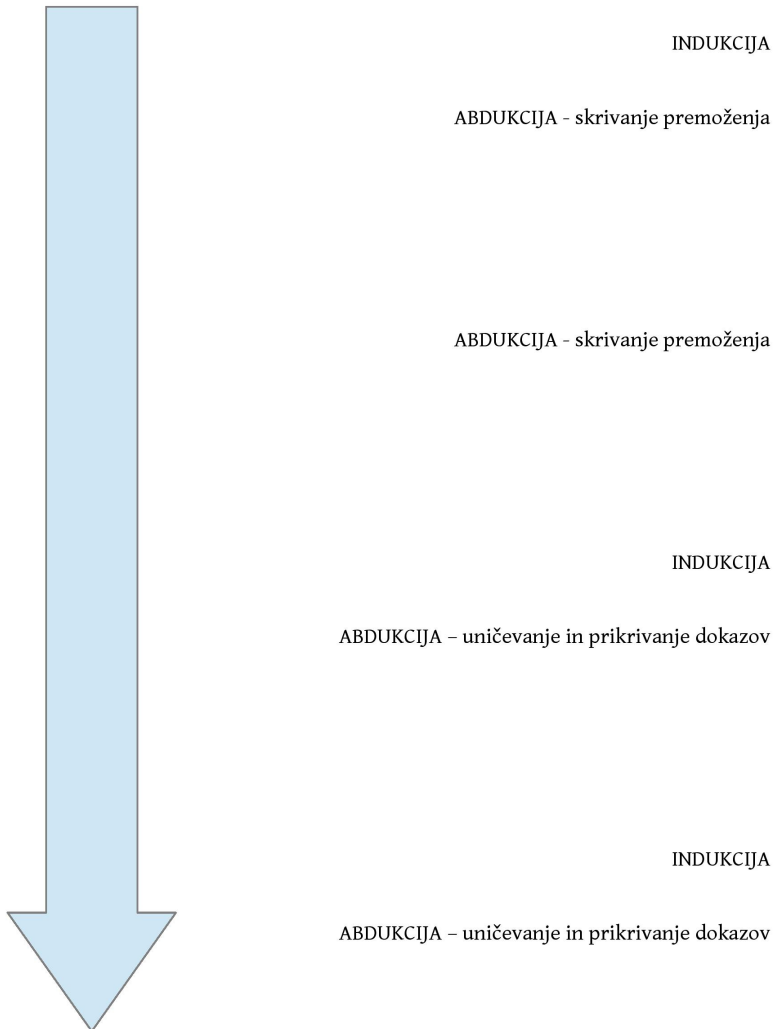 INDUKCIJA
ABDUKCIJA - skrivanje premoženja
ABDUKCIJA - skrivanje premoženja
INDUKCIJA
ABDUKCIJA – uničevanje in prikrivanje dokazov
INDUKCIJA
ABDUKCIJA – uničevanje in prikrivanje dokazov